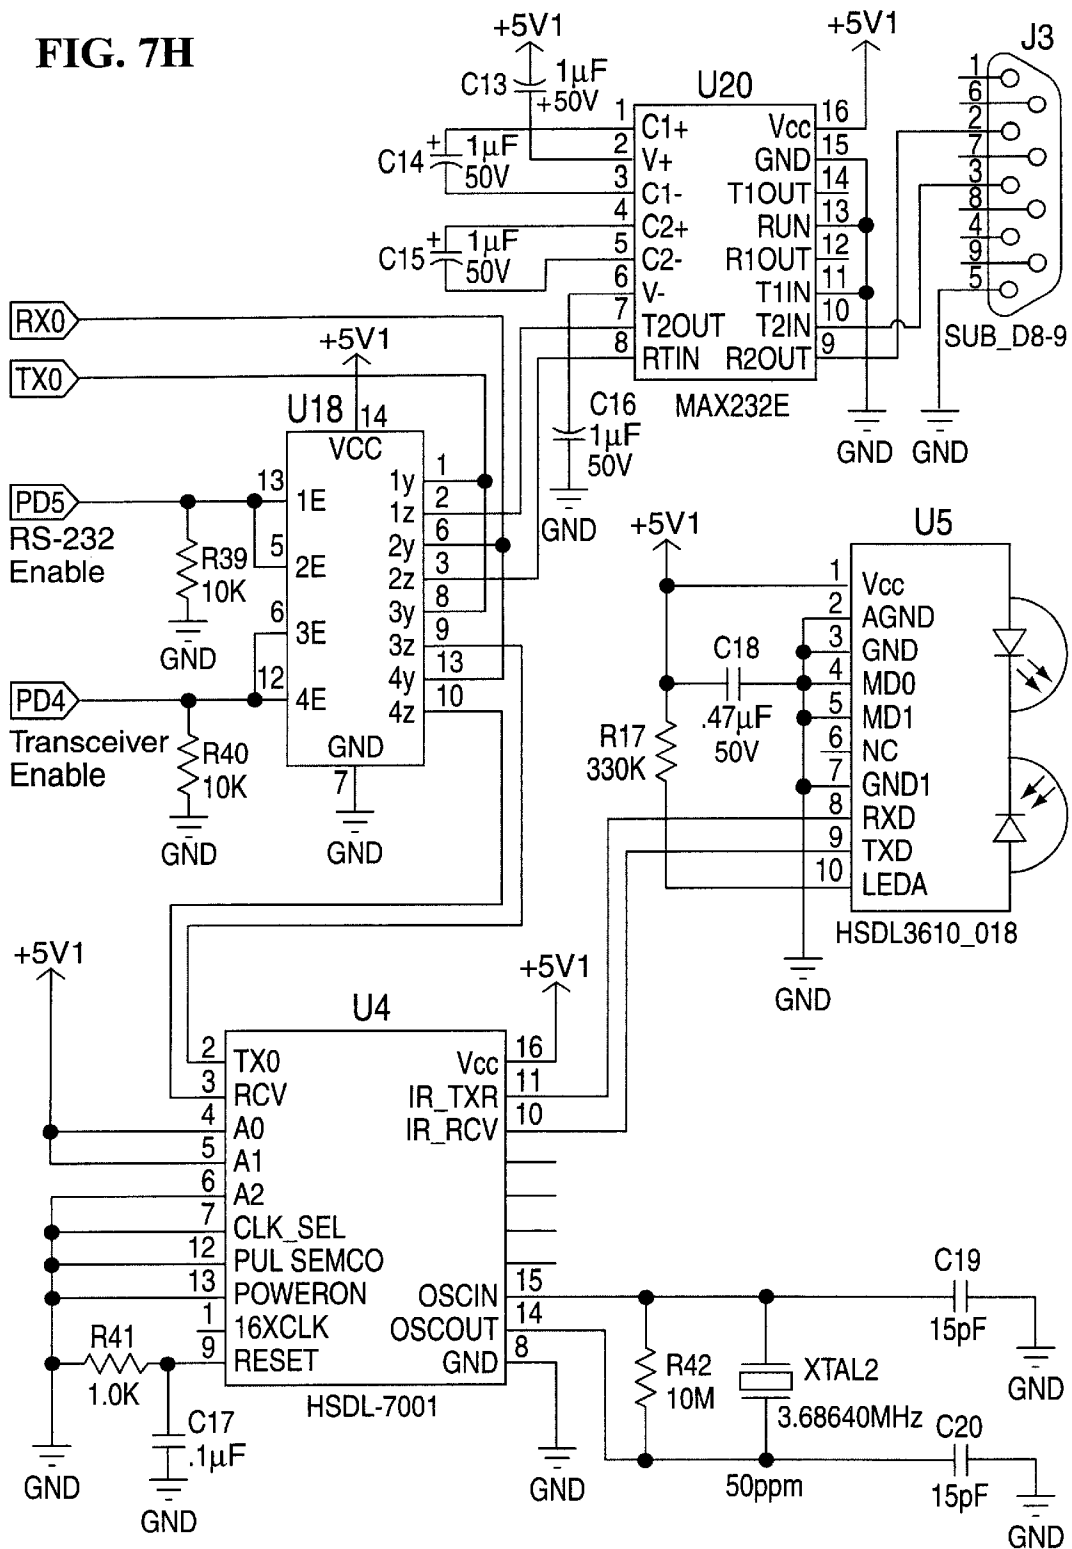 FIG. 7H
+5V1
C13
1µF
+50V
C14
+
1µF
50V
C15
+
1µF
50V
U20
1 C1+
2 V+
3 C1-
4 C2+
5 C2-
6 V-
7 T2OUT
8 RTIN
+5V1
Vcc 16
GND 15
T1OUT 14
RUN 13
R1OUT 12
T1IN 11
T2IN 10
R2OUT 9
MAX232E
C16
1µF
50V
GND
GND
GND
J3
1
6
2
7
3
8
4
9
5
SUB_D8-9
RX0
TX0
+5V1
U18
14
VCC
PD5
RS-232
Enable
R39
10K
GND
13 1E
5 2E
6 3E
12 4E
1y 1
1z 2
2y 6
2z 3
3y 8
3z 9
4y 13
4z 10
GND
7
GND
PD4
Transceiver
Enable
R40
10K
GND
+5V1
C18
.47µF
50V
R17
330K
U5
1 Vcc
2 AGND
3 GND
4 MD0
5 MD1
6 NC
7 GND1
8 RXD
9 TXD
10 LEDA
HSDL3610_018
GND
+5V1
U4
+5V1
2 TX0
3 RCV
4 A0
5 A1
6 A2
7 CLK_SEL
12 PUL SEMCO
13 POWERON
1 16XCLK
9 RESET
Vcc 16
IR_TXR 11
IR_RCV 10
OSCIN 15
OSCOUT 14
GND 8
HSDL-7001
R41
1.0K
C17
.1µF
GND
GND
GND
R42
10M
XTAL2
3.68640MHz
50ppm
C19
15pF
GND
C20
15pF
GND